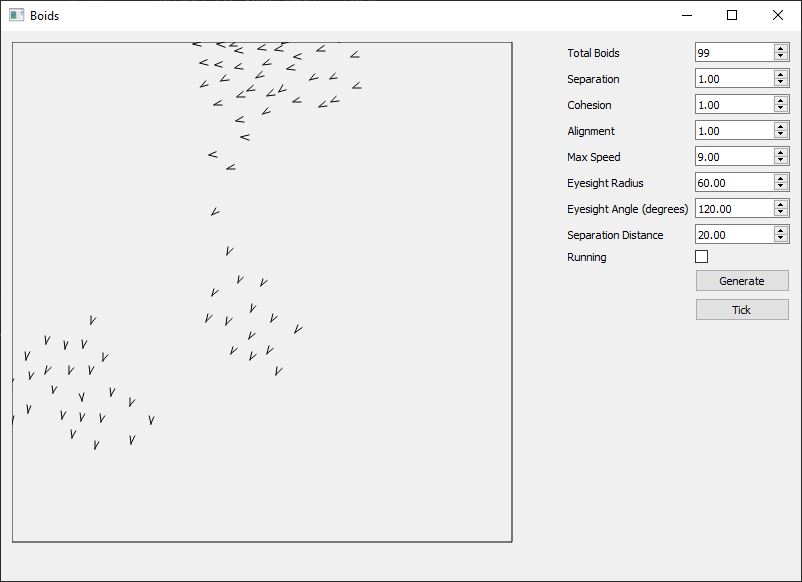 Boids
Total Boids 99
Separation 1.00
Cohesion 1.00
Alignment 1.00
Max Speed 9.00
Eyesight Radius 60.00
Eyesight Angle (degrees) 120.00
Separation Distance 20.00
Running
Generate
Tick